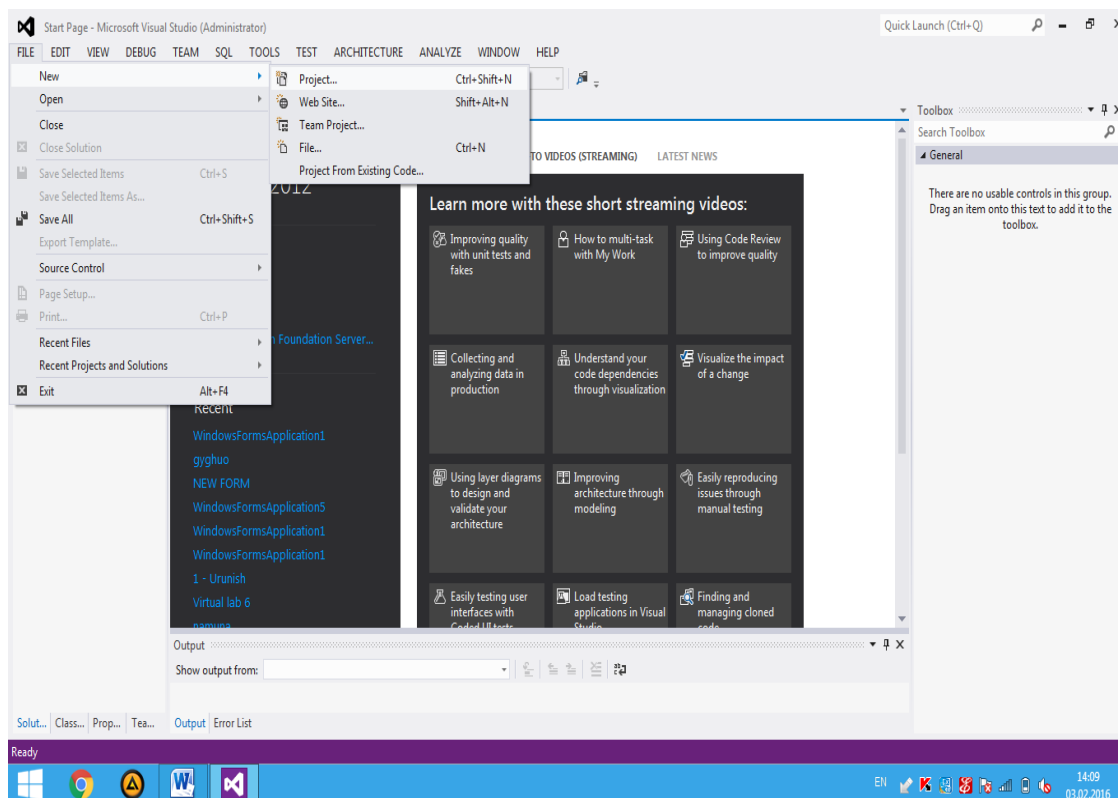 Start Page - Microsoft Visual Studio (Administrator)
Quick Launch (Ctrl+Q)
FILE EDIT VIEW DEBUG TEAM SQL TOOLS TEST ARCHITECTURE ANALYZE WINDOW HELP
New
Open
Close
Close Solution
Save Selected Items Ctrl+S
Save Selected Items As...
Save All Ctrl+Shift+S
Export Template...
Source Control
Page Setup...
Print... Ctrl+P
Recent Files
Recent Projects and Solutions
Exit Alt+F4
Project... Ctrl+Shift+N
Web Site... Shift+Alt+N
Team Project...
File... Ctrl+N
Project From Existing Code...
2012
Foundation Server...
Recent
WindowsFormsApplication1
gyghuo
NEW FORM
WindowsFormsApplication5
WindowsFormsApplication1
WindowsFormsApplication1
1 - Urunish
Virtual lab 6
namuna
TO VIDEOS (STREAMING) LATEST NEWS
Learn more with these short streaming videos:
Improving quality
with unit tests and
fakes
How to multi-task
with My Work
Using Code Review
to improve quality
Collecting and
analyzing data in
production
Understand your
code dependencies
through visualization
Visualize the impact
of a change
Using layer diagrams
to design and
validate your
architecture
Improving
architecture through
modeling
Easily reproducing
issues through
manual testing
Easily testing user
interfaces with
Coded UI tests
Load testing
applications in Visual
Studio
Finding and
managing cloned
code
Toolbox
Search Toolbox
General
There are no usable controls in this group.
Drag an item onto this text to add it to the
toolbox.
Output
Show output from:
Solut... Class... Prop... Tea...
Output Error List
Ready
EN
14:09
03.02.2016